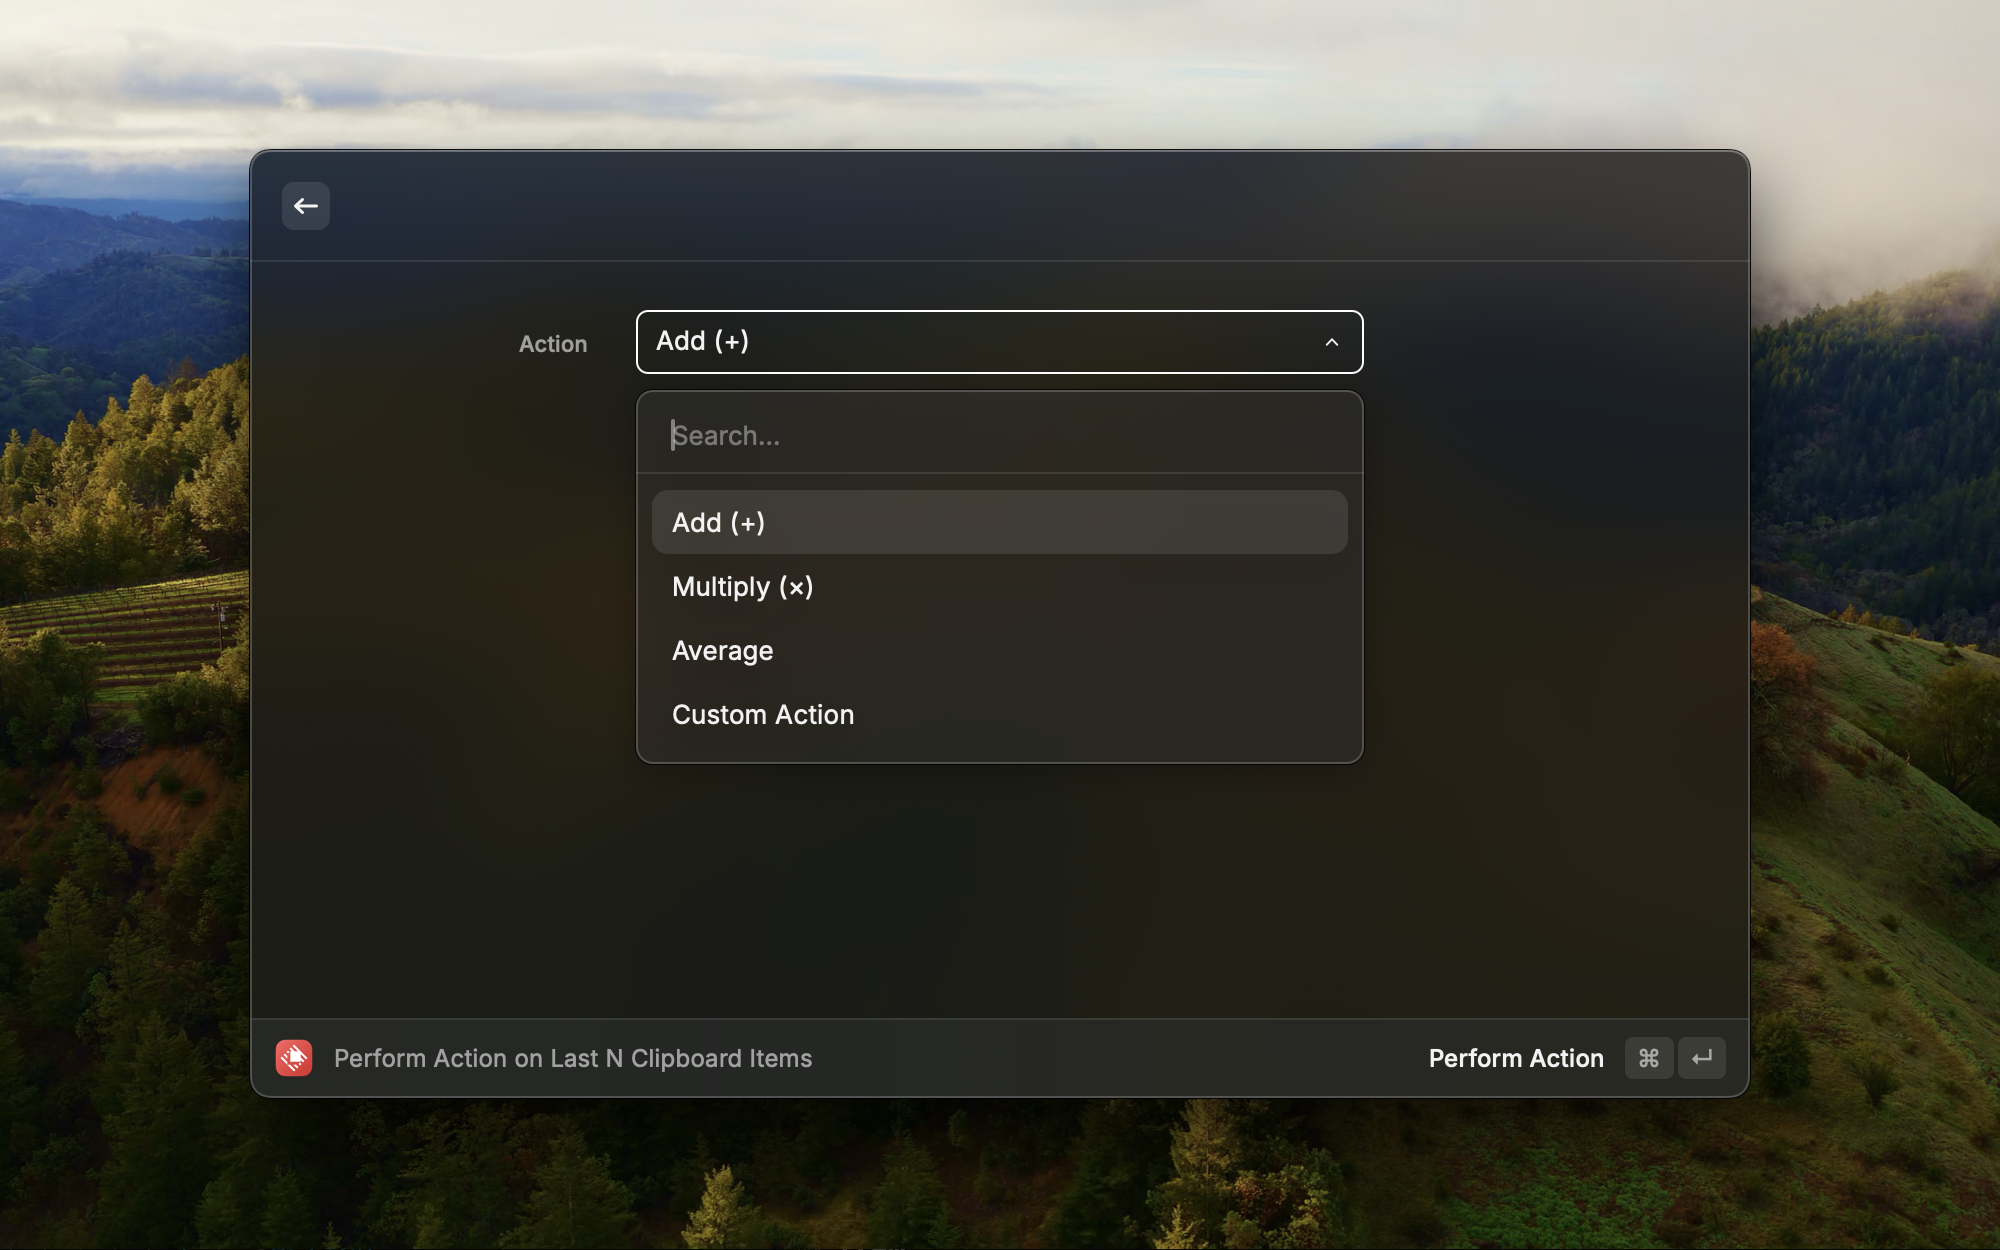 Action
Add (+)
Search...
Add (+)
Multiply (×)
Average
Custom Action
Perform Action on Last N Clipboard Items
Perform Action ⌘ ↵